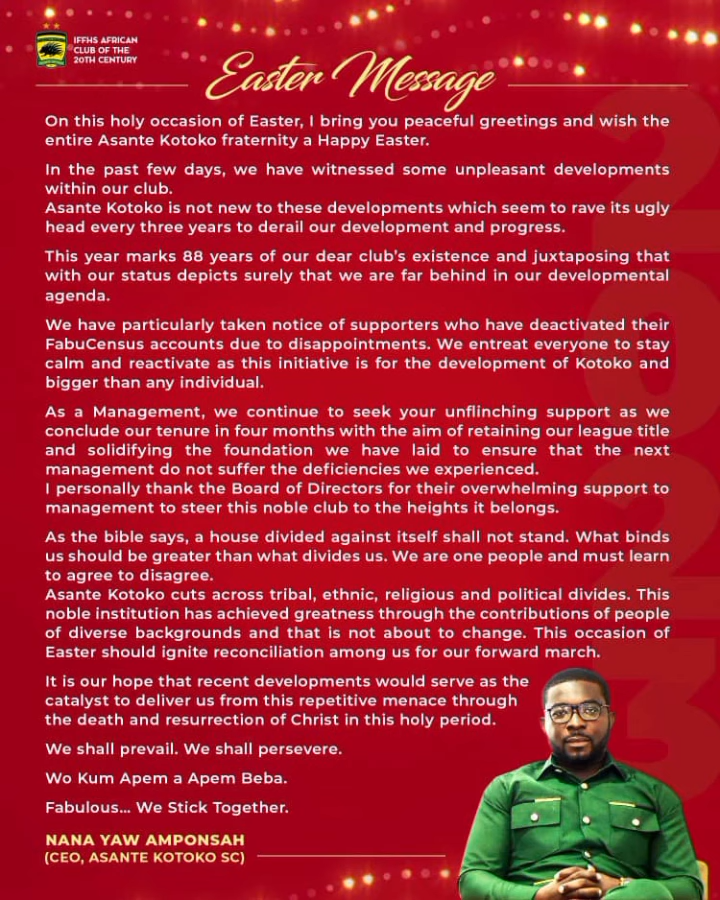 IFFHS AFRICAN
CLUB OF THE
20TH CENTURY
Easter Message
On this holy occasion of Easter, I bring you peaceful greetings and wish the
entire Asante Kotoko fraternity a Happy Easter.
In the past few days, we have witnessed some unpleasant developments
within our club.
Asante Kotoko is not new to these developments which seem to rave its ugly
head every three years to derail our development and progress.
This year marks 88 years of our dear club's existence and juxtaposing that
with our status depicts surely that we are far behind in our developmental
agenda.
We have particularly taken notice of supporters who have deactivated their
FabuCensus accounts due to disappointments. We entreat everyone to stay
calm and reactivate as this initiative is for the development of Kotoko and
bigger than any individual.
As a Management, we continue to seek your unflinching support as we
conclude our tenure in four months with the aim of retaining our league title
and solidifying the foundation we have laid to ensure that the next
management do not suffer the deficiencies we experienced.
I personally thank the Board of Directors for their overwhelming support to
management to steer this noble club to the heights it belongs.
As the bible says, a house divided against itself shall not stand. What binds
us should be greater than what divides us. We are one people and must learn
to agree to disagree.
Asante Kotoko cuts across tribal, ethnic, religious and political divides. This
noble institution has achieved greatness through the contributions of people
of diverse backgrounds and that is not about to change. This occasion of
Easter should ignite reconciliation among us for our forward march.
It is our hope that recent developments would serve as the
catalyst to deliver us from this repetitive menace through
the death and resurrection of Christ in this holy period.
We shall prevail. We shall persevere.
Wo Kum Apem a Apem Beba.
Fabulous... We Stick Together.
NANA YAW AMPONSAH
(CEO, ASANTE KOTOKO SC)